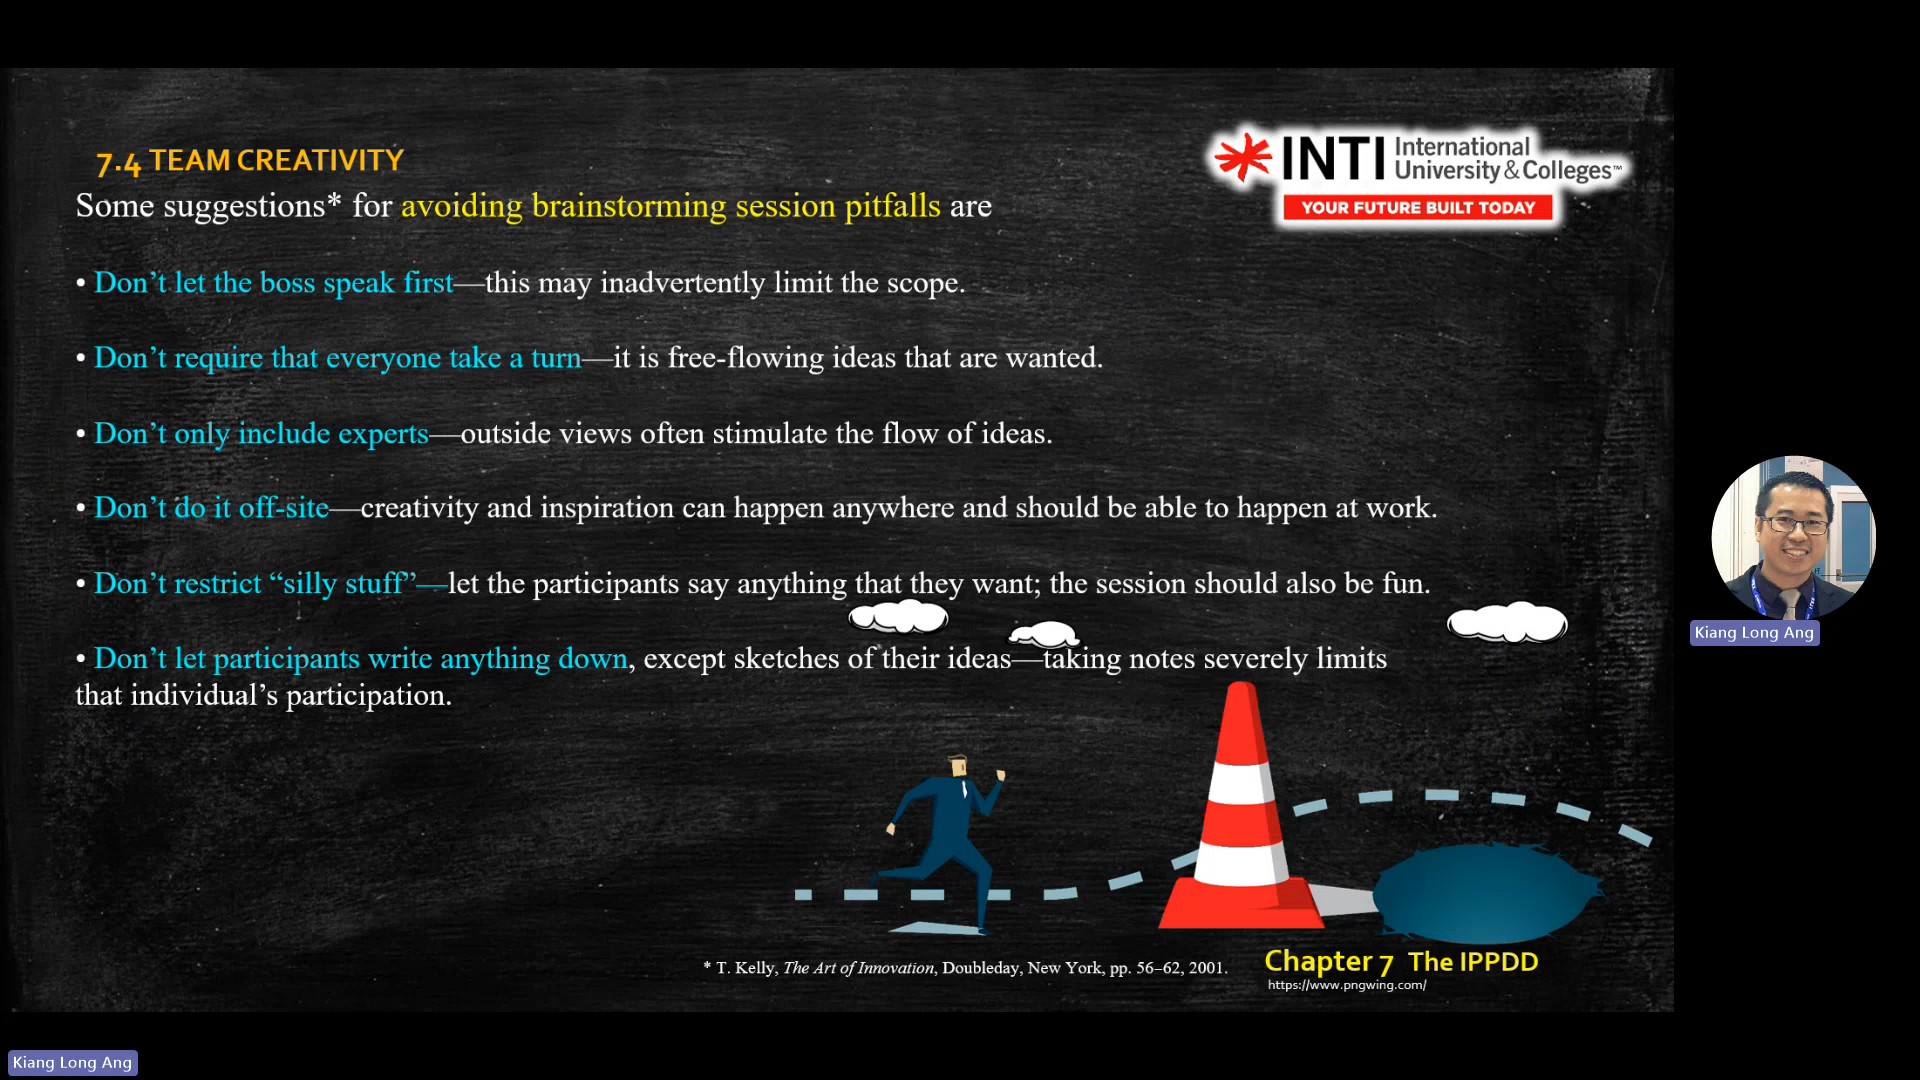 7.4 TEAM CREATIVITY
Some suggestions* for avoiding brainstorming session pitfalls are
INTI International University & Colleges™
YOUR FUTURE BUILT TODAY
• Don’t let the boss speak first—this may inadvertently limit the scope.
• Don’t require that everyone take a turn—it is free-flowing ideas that are wanted.
• Don’t only include experts—outside views often stimulate the flow of ideas.
• Don’t do it off-site—creativity and inspiration can happen anywhere and should be able to happen at work.
• Don’t restrict “silly stuff”—let the participants say anything that they want; the session should also be fun.
• Don’t let participants write anything down, except sketches of their ideas—taking notes severely limits
that individual’s participation.
* T. Kelly, The Art of Innovation, Doubleday, New York, pp. 56–62, 2001.
Chapter 7 The IPPDD
https://www.pngwing.com/
Kiang Long Ang
Kiang Long Ang